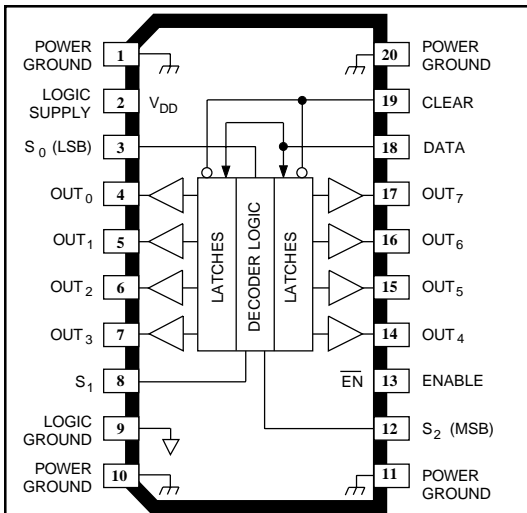 POWER GROUND 1
LOGIC SUPPLY 2 V_DD
S_0 (LSB) 3
OUT_0 4
OUT_1 5
OUT_2 6
OUT_3 7
S_1 8
LOGIC GROUND 9
POWER GROUND 10
LATCHES
DECODER LOGIC
LATCHES
20 POWER GROUND
19 CLEAR
18 DATA
17 OUT_7
16 OUT_6
15 OUT_5
14 OUT_4
E̅N̅ 13 ENABLE
12 S_2 (MSB)
11 POWER GROUND